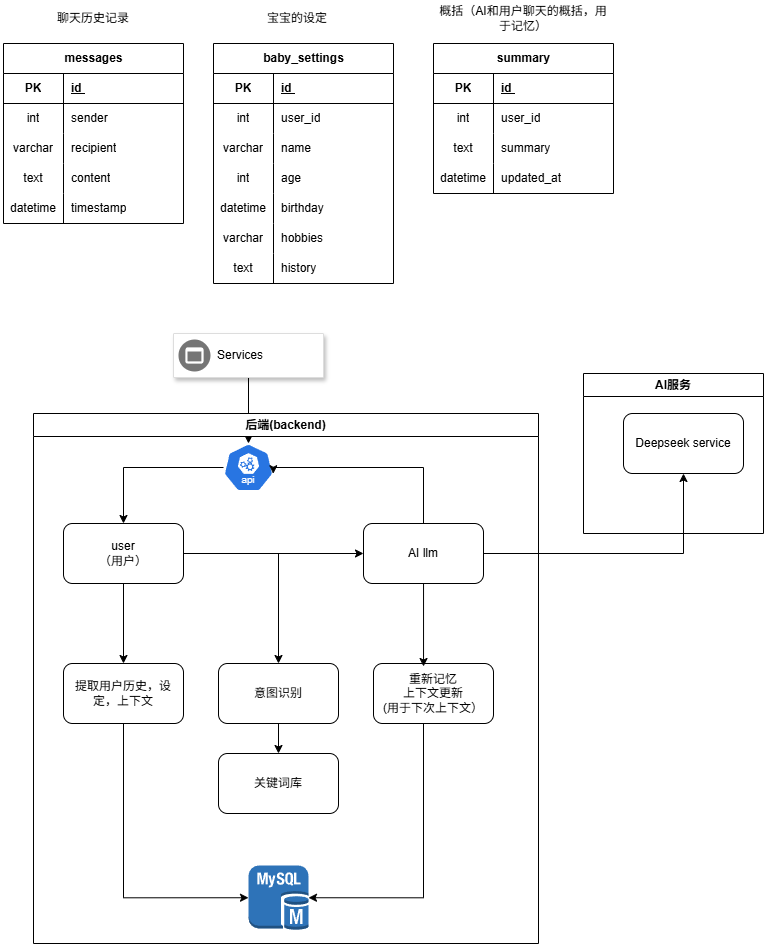 聊天历史记录
宝宝的设定
概括（AI和用户聊天的概括，用
于记忆）
messages
PK id
int sender
varchar recipient
text content
datetime timestamp
baby_settings
PK id
int user_id
varchar name
int age
datetime birthday
varchar hobbies
text history
summary
PK id
int user_id
text summary
datetime updated_at
Services
后端(backend)
api
AI服务
Deepseek service
user
（用户）
AI llm
提取用户历史，设
定，上下文
意图识别
重新记忆
上下文更新
(用于下次上下文）
关键词库
MySQL
M